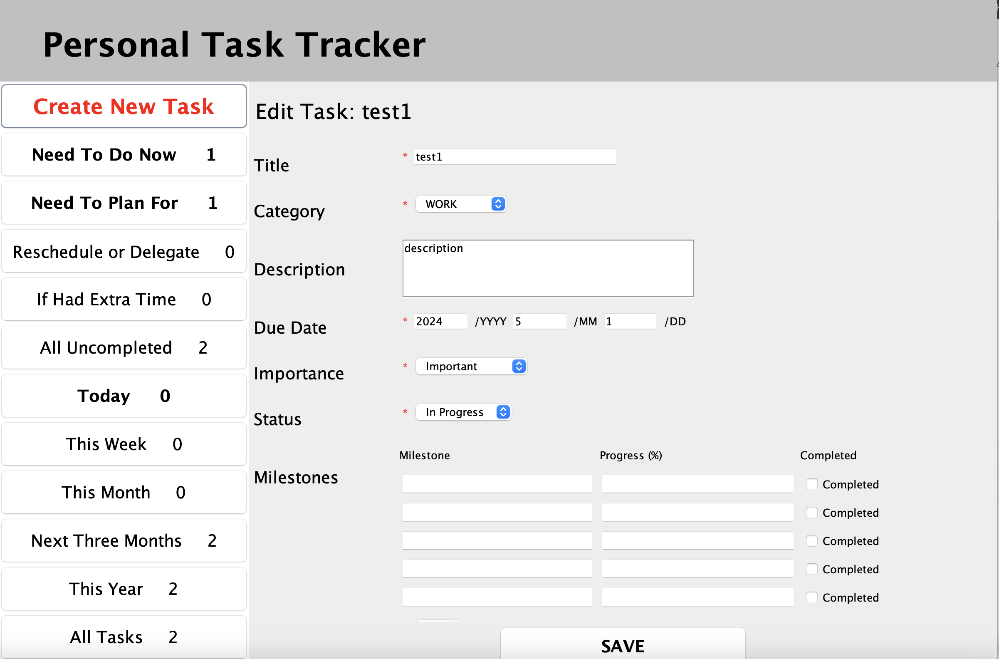 Personal Task Tracker
Create New Task
Need To Do Now 1
Need To Plan For 1
Reschedule or Delegate 0
If Had Extra Time 0
All Uncompleted 2
Today 0
This Week 0
This Month 0
Next Three Months 2
This Year 2
All Tasks 2
Edit Task: test1
Title * test1
Category * WORK
Description description
Due Date * 2024 /YYYY 5 /MM 1 /DD
Importance * Important
Status * In Progress
Milestones
Milestone Progress (%) Completed
Completed
Completed
Completed
Completed
Completed
SAVE